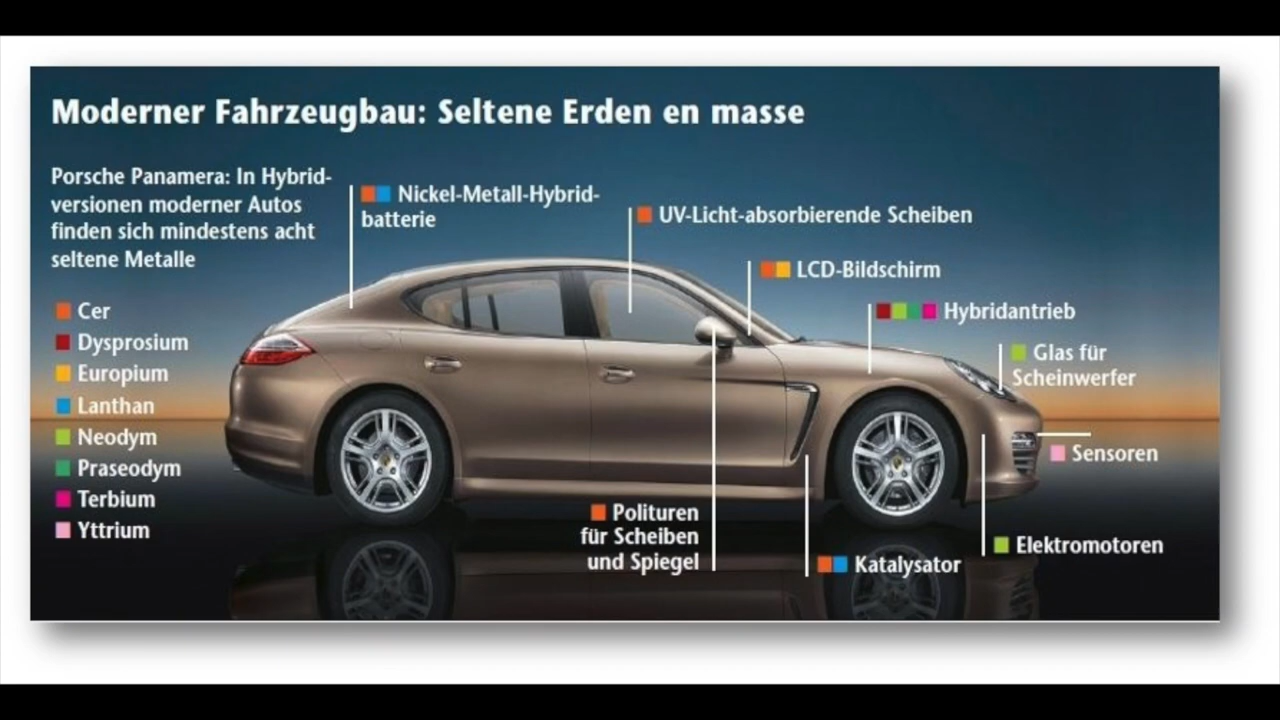 Moderner Fahrzeugbau: Seltene Erden en masse
Porsche Panamera: In Hybrid-
versionen moderner Autos
finden sich mindestens acht
seltene Metalle
Cer
Dysprosium
Europium
Lanthan
Neodym
Praseodym
Terbium
Yttrium
Nickel-Metall-Hybrid-
batterie
UV-Licht-absorbierende Scheiben
LCD-Bildschirm
Hybridantrieb
Glas für
Scheinwerfer
Sensoren
Elektromotoren
Katalysator
Polituren
für Scheiben
und Spiegel